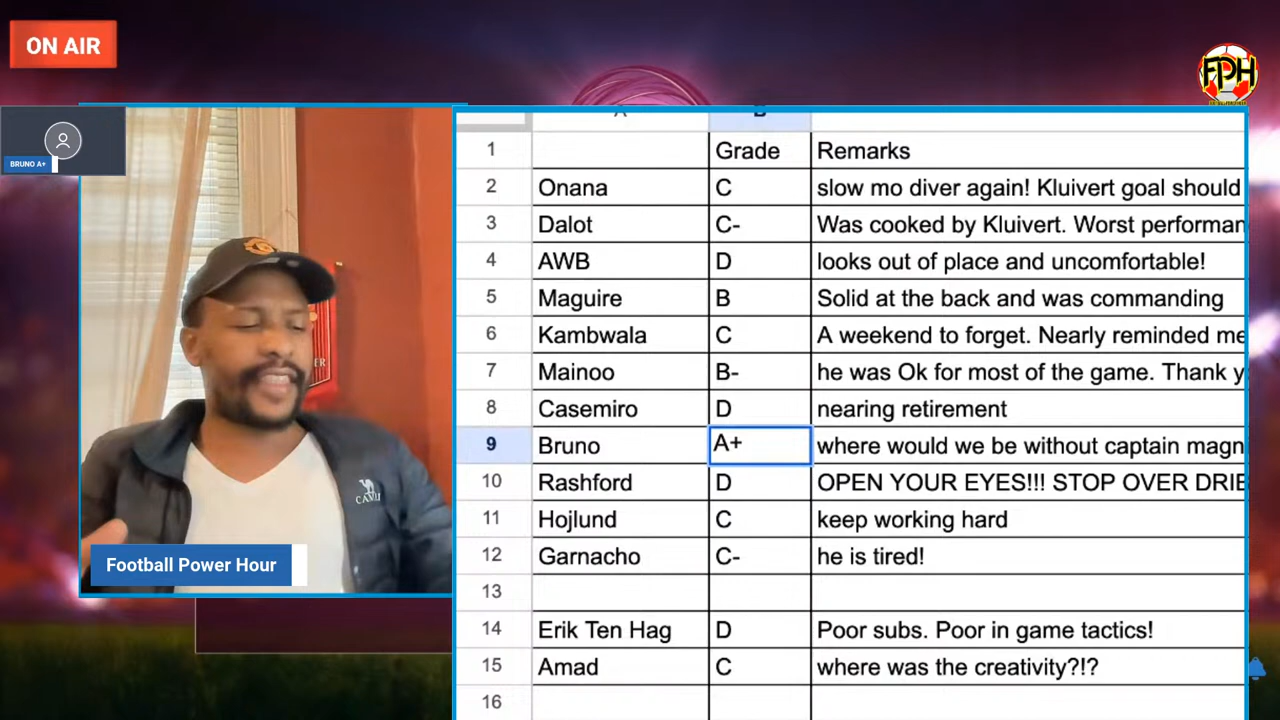 ON AIR
FPH
BRUNO A+
1 Grade Remarks
2 Onana C slow mo diver again! Kluivert goal should
3 Dalot C- Was cooked by Kluivert. Worst performan
4 AWB D looks out of place and uncomfortable!
5 Maguire B Solid at the back and was commanding
6 Kambwala C A weekend to forget. Nearly reminded me
7 Mainoo B- he was Ok for most of the game. Thank y
8 Casemiro D nearing retirement
9 Bruno A+ where would we be without captain magn
10 Rashford D OPEN YOUR EYES!!! STOP OVER DRIB
11 Hojlund C keep working hard
12 Garnacho C- he is tired!
13
14 Erik Ten Hag D Poor subs. Poor in game tactics!
15 Amad C where was the creativity?!?
16
Football Power Hour